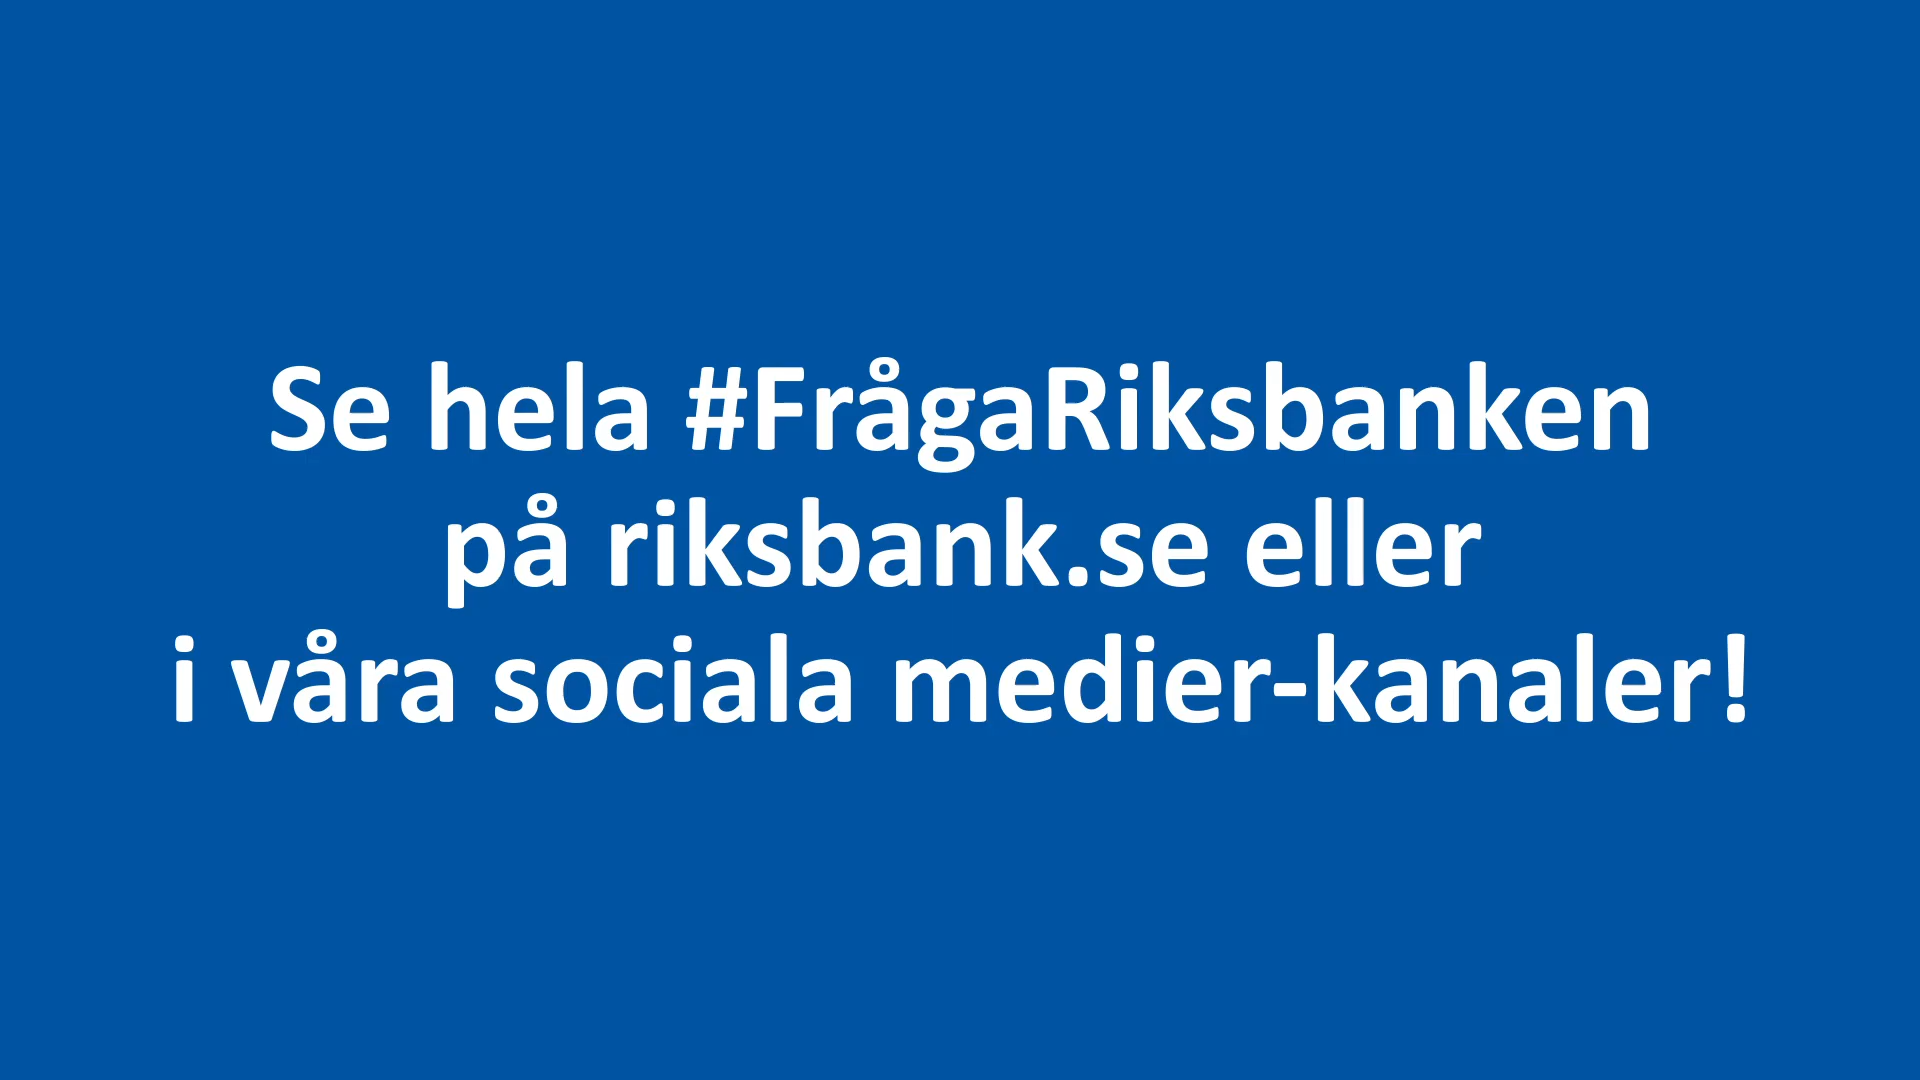 Se hela #FrågaRiksbanken
på riksbank.se eller
i våra sociala medier-kanaler!